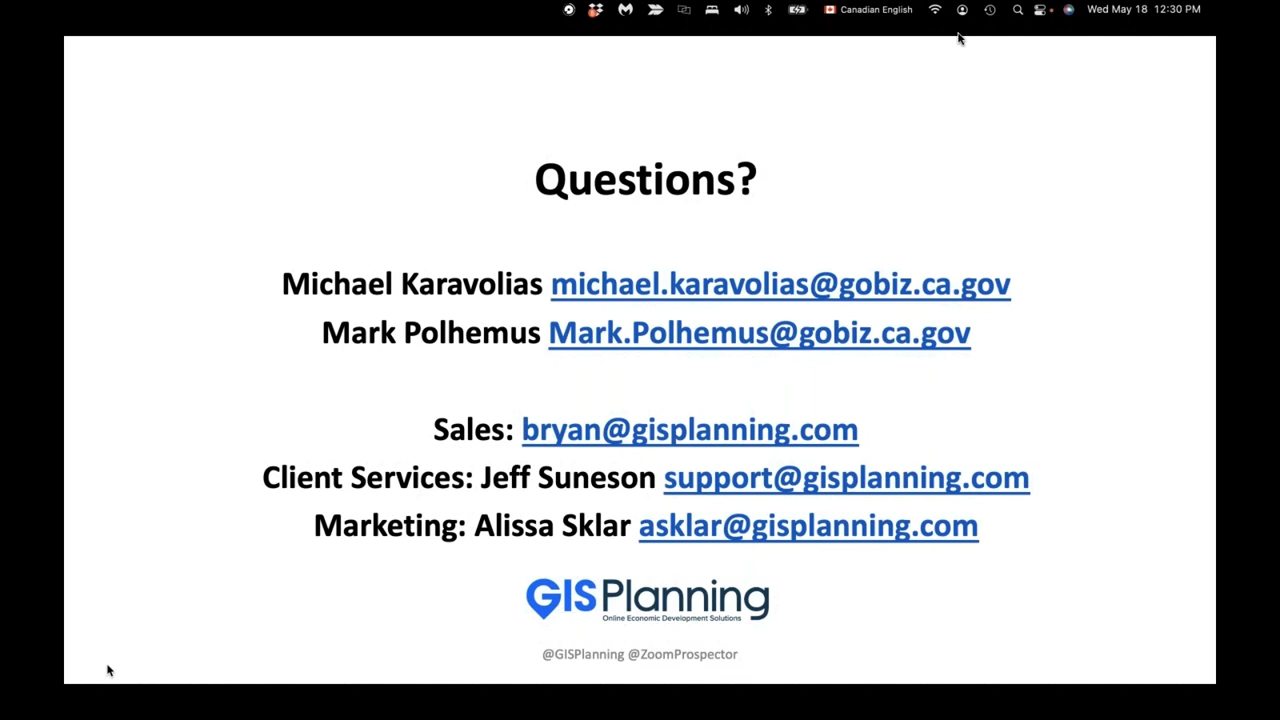 Canadian English Wed May 18 12:30 PM
Questions?
Michael Karavolias michael.karavolias@gobiz.ca.gov
Mark Polhemus Mark.Polhemus@gobiz.ca.gov
Sales: bryan@gisplanning.com
Client Services: Jeff Suneson support@gisplanning.com
Marketing: Alissa Sklar asklar@gisplanning.com
GIS Planning
Online Economic Development Solutions
@GISPlanning @ZoomProspector